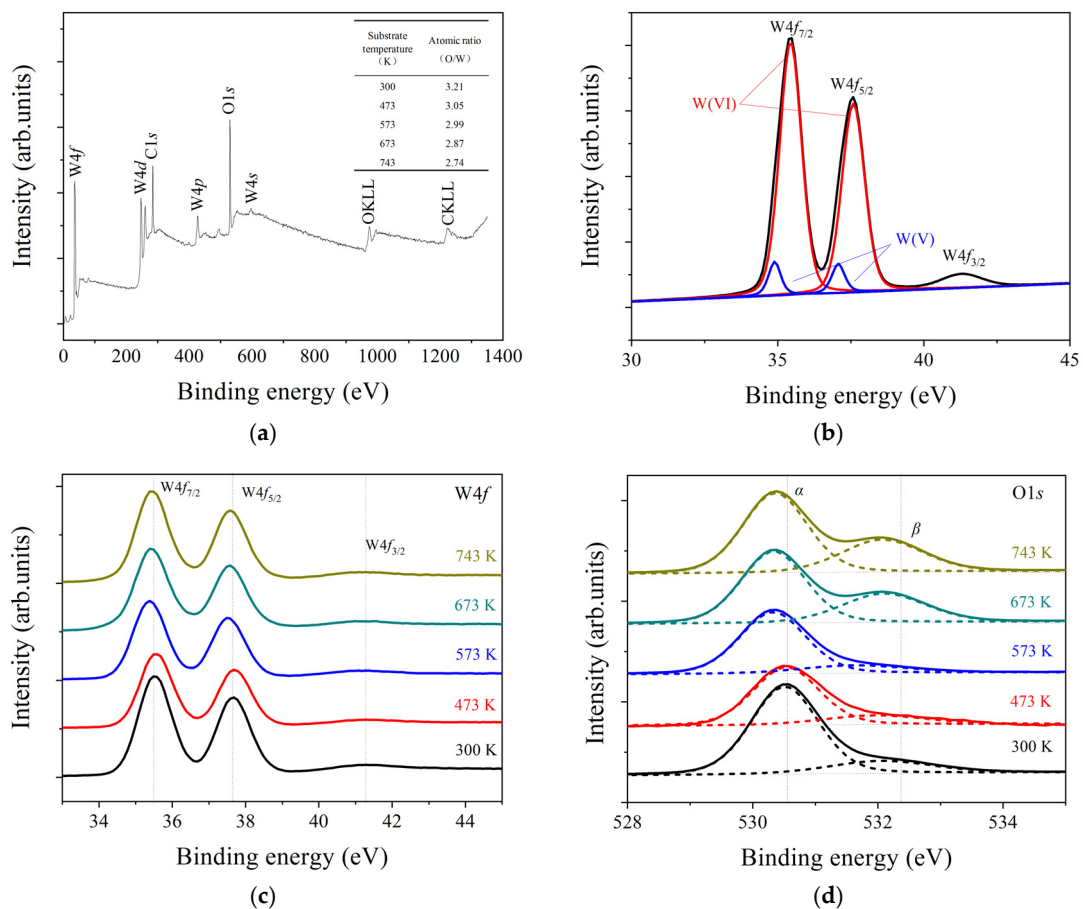 Intensity (arb.units)
W4f
W4d
C1s
W4p
O1s
W4s
OKLL
CKLL
Substrate temperature (K) Atomic ratio (O/W)
300 3.21
473 3.05
573 2.99
673 2.87
743 2.74
0 200 400 600 800 1000 1200 1400
Binding energy (eV)
(a)
Intensity (arb.units)
W4f7/2
W4f5/2
W(VI)
W(V)
W4f3/2
30 35 40 45
Binding energy (eV)
(b)
Intensity (arb.units)
W4f7/2
W4f5/2
W4f
W4f3/2
743 K
673 K
573 K
473 K
300 K
34 36 38 40 42 44
Binding energy (eV)
(c)
Intensity (arb.units)
α
O1s
β
743 K
673 K
573 K
473 K
300 K
528 530 532 534
Binding energy (eV)
(d)